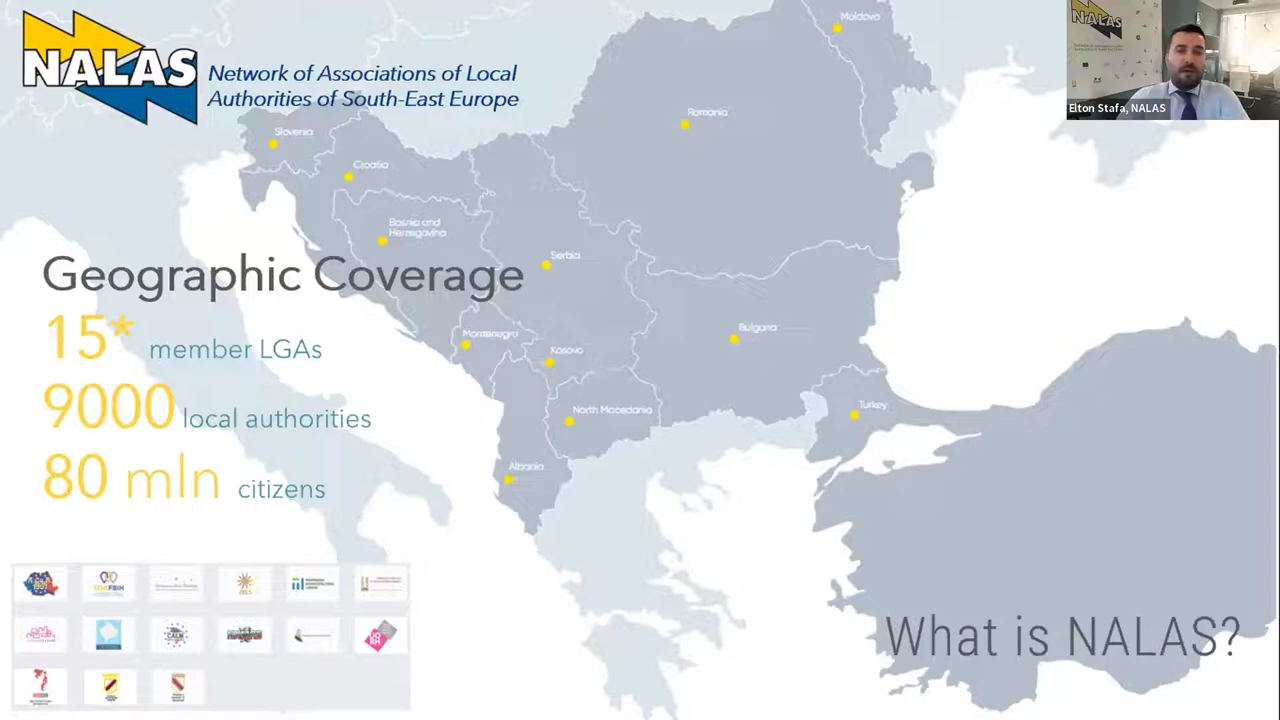 NALAS
Network of Associations of Local
Authorities of South-East Europe
Moldova
NALAS
Elton Stafa, NALAS
Romania
Slovenia
Croatia
Bosnia and
Herzegovina
Serbia
Geographic Coverage
15* member LGAs
Montenegro
Bulgaria
Kosovo
9000 local authorities
North Macedonia
Turkey
80 mln citizens
Albania
CALM
What is NALAS?